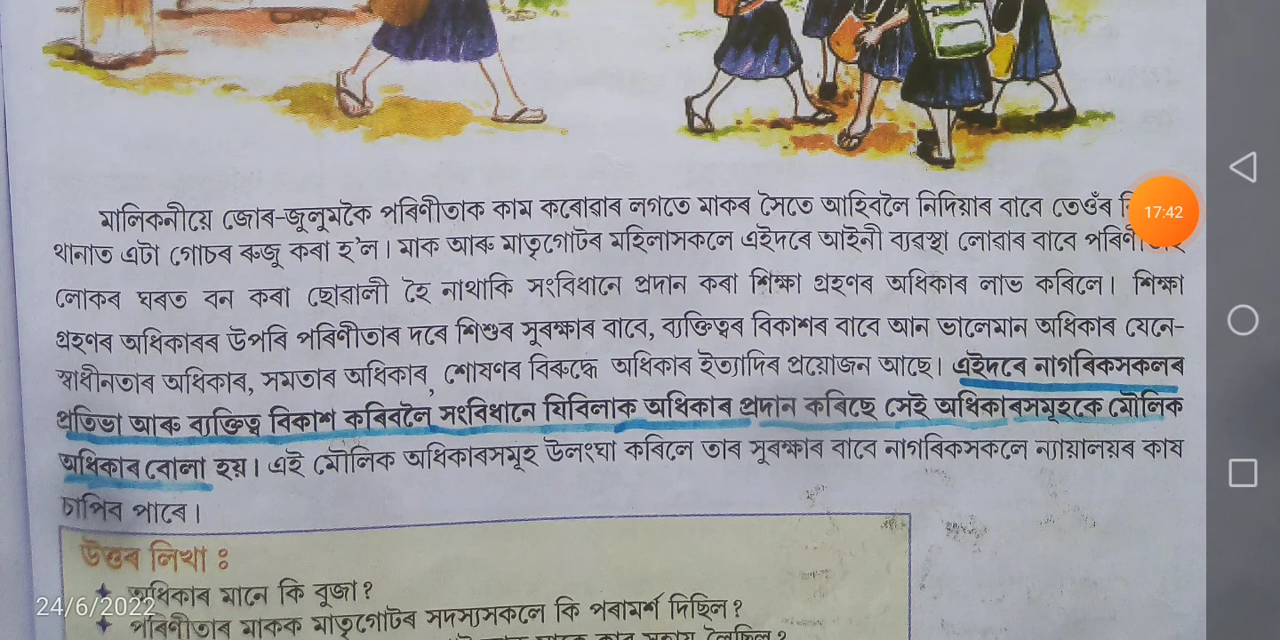 মালিকনীয়ে জোৰ-জুলুমকৈ পৰিণীতাক কাম কৰোৱাৰ লগতে মাকৰ সৈতে আহিবলৈ নিদিয়াৰ বাবে তেওঁৰ
17:42
থানাত এটা গোচৰ ৰুজু কৰা হ'ল। মাক আৰু মাতৃগোটৰ মহিলাসকলে এইদৰে আইনী ব্যৱস্থা লোৱাৰ বাবে
লোকৰ ঘৰত বন কৰা ছোৱালী হৈ নাথাকি সংবিধানে প্ৰদান কৰা শিক্ষা গ্ৰহণৰ অধিকাৰ লাভ কৰিলে। শিক্ষা
গ্ৰহণৰ অধিকাৰৰ উপৰি পৰিণীতাৰ দৰে শিশুৰ সুৰক্ষাৰ বাবে, ব্যক্তিত্বৰ বিকাশৰ বাবে আন ভালেমান অধিকাৰ যেনে-
স্বাধীনতাৰ অধিকাৰ, সমতাৰ অধিকাৰ, শোষণৰ বিৰুদ্ধে অধিকাৰ ইত্যাদিৰ প্ৰয়োজন আছে। এইদৰে নাগৰিকসকলৰ
প্ৰতিভা আৰু ব্যক্তিত্ব বিকাশ কৰিবলৈ সংবিধানে যিবিলাক অধিকাৰ প্ৰদান কৰিছে সেই অধিকাৰসমূহকে মৌলিক
অধিকাৰ বোলা হয়। এই মৌলিক অধিকাৰসমূহ উলংঘা কৰিলে তাৰ সুৰক্ষাৰ বাবে নাগৰিকসকলে ন্যায়ালয়ৰ কাষ
চাপিব পাৰে।
উত্তৰ লিখা ঃ
অধিকাৰ মানে কি বুজা?
24/6/2022
পৰিণীতাৰ মাকক মাতৃগোটৰ সদস্যসকলে কি পৰামৰ্শ দিছিল?